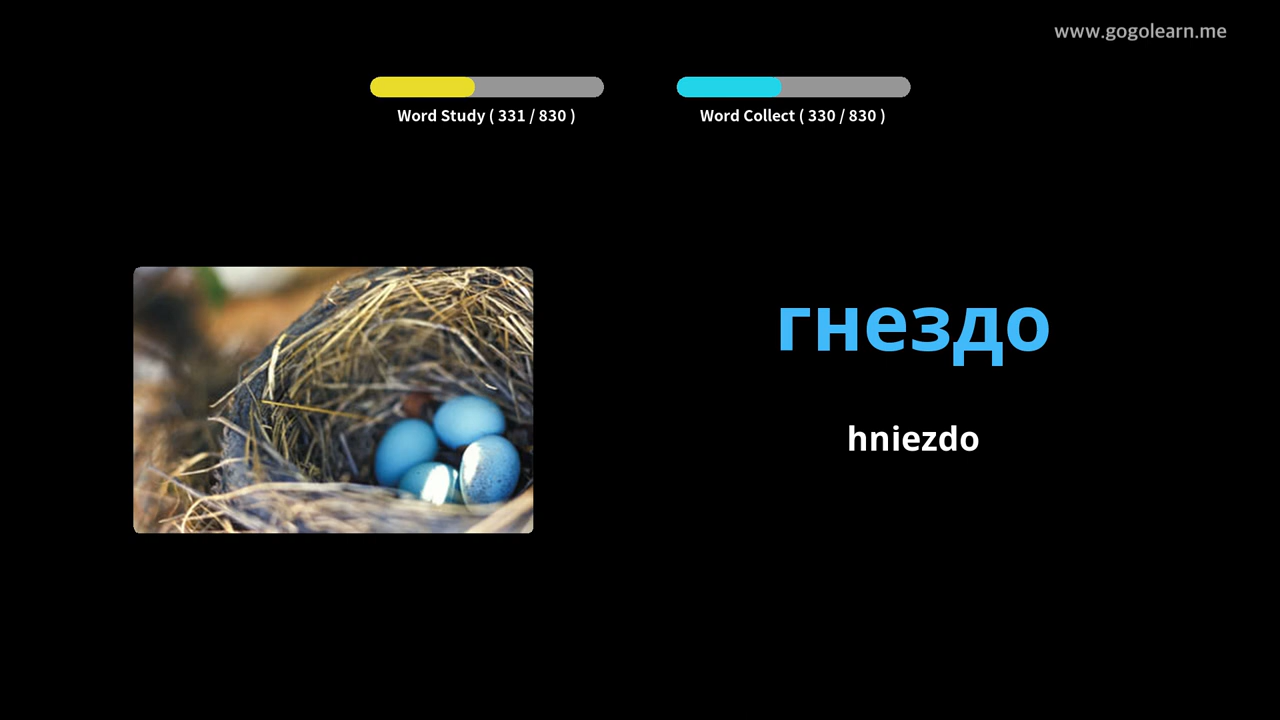 www.gogolearn.me
Word Study ( 331 / 830 )
Word Collect ( 330 / 830 )
гнездо
hniezdo